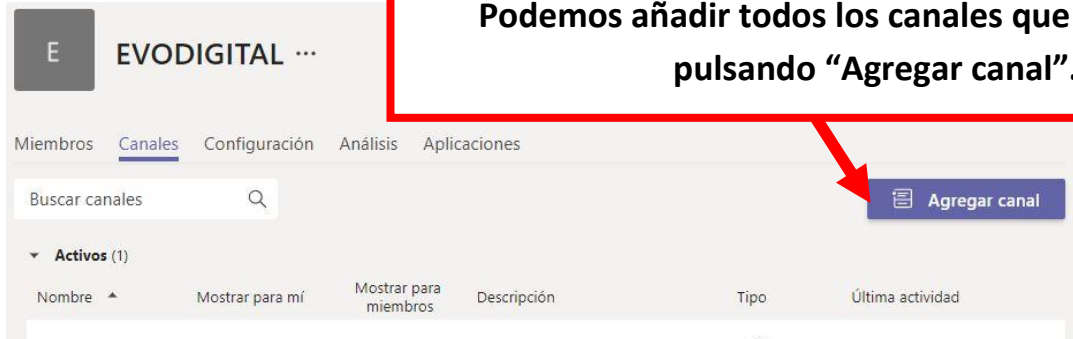 Podemos añadir todos los canales que
pulsando “Agregar canal”.
E
EVODIGITAL ...
Miembros Canales Configuración Análisis Aplicaciones
Buscar canales
Agregar canal
Activos (1)
Nombre Mostrar para mí Mostrar para miembros Descripción Tipo Última actividad